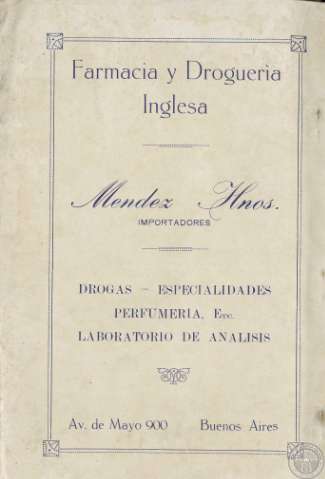 Farmacia y Drogueria
Inglesa
Mendez Hnos.
IMPORTADORES
DROGAS – ESPECIALIDADES
PERFUMERIA, Etc.
LABORATORIO DE ANALISIS
Av. de Mayo 900 Buenos Aires